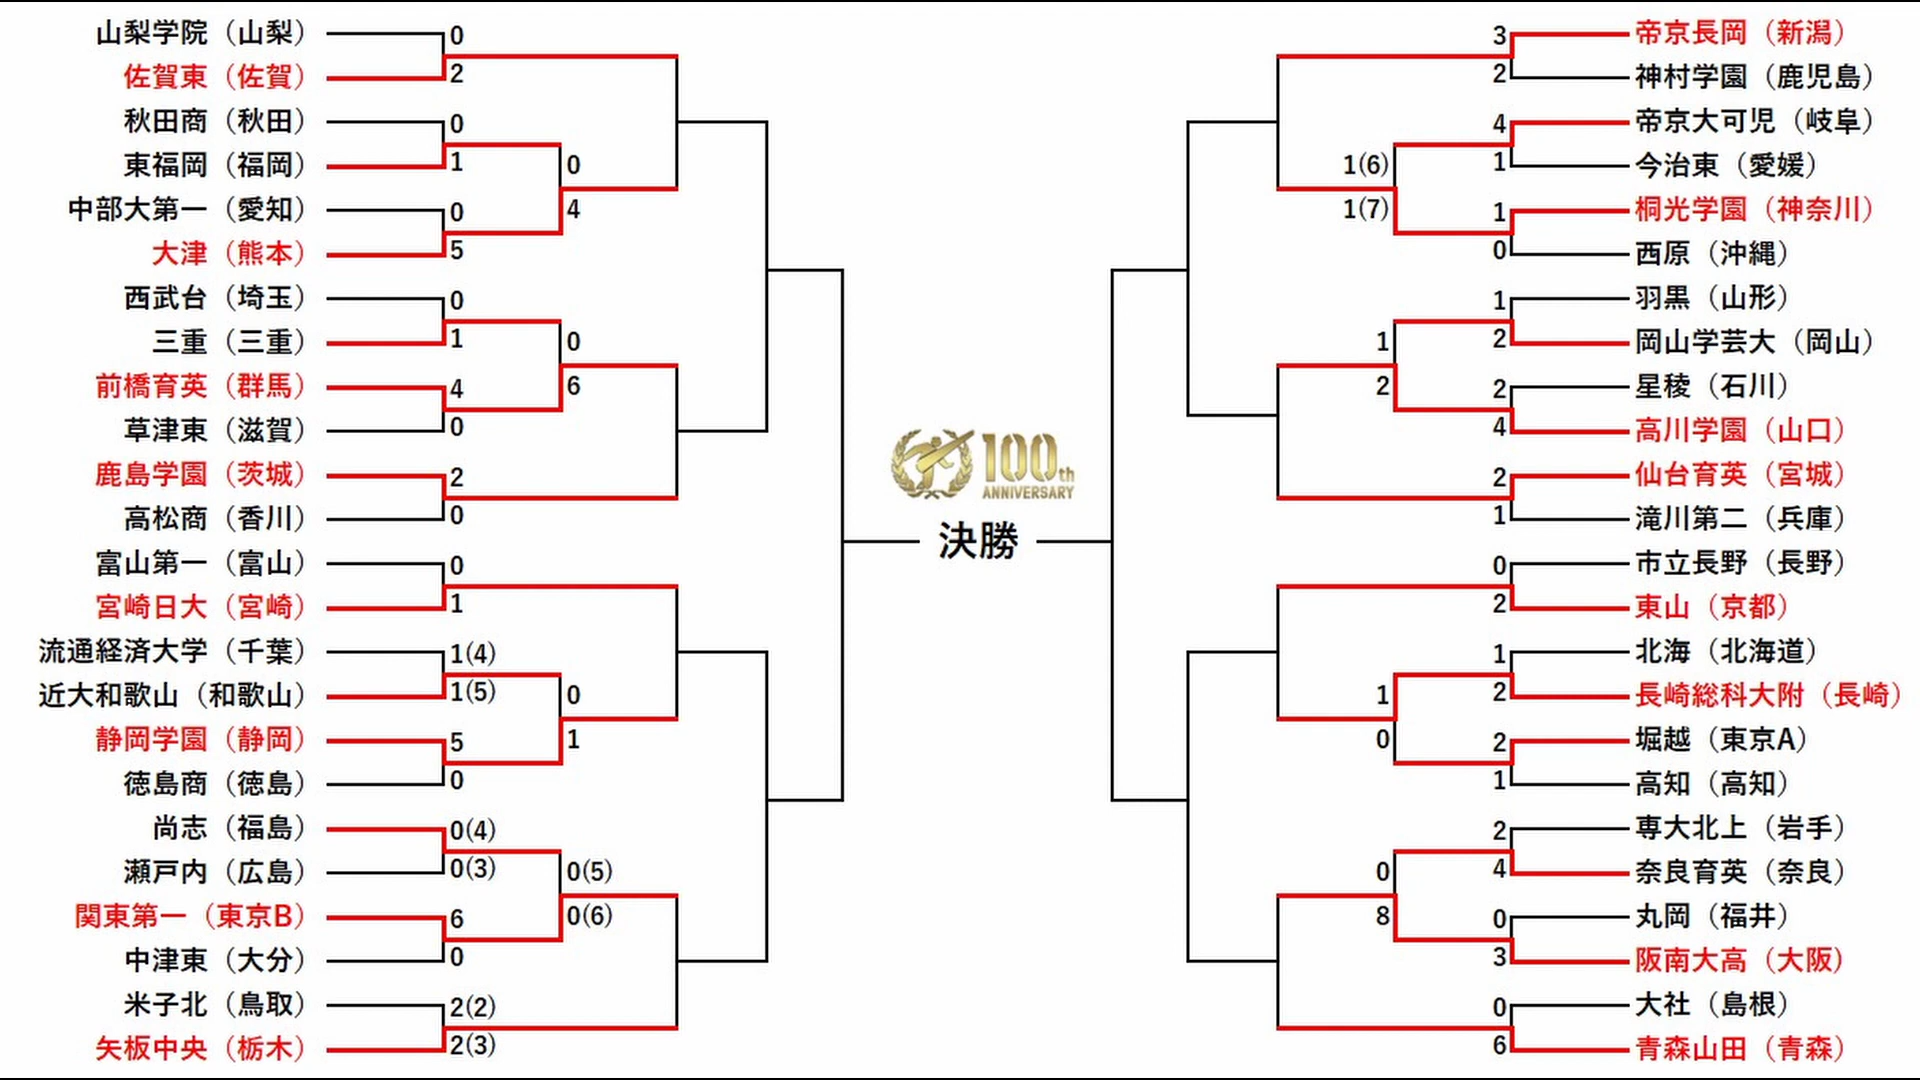 山梨学院（山梨）
0
佐賀東（佐賀）
2
秋田商（秋田）
0
東福岡（福岡）
1
0
中部大第一（愛知）
0
4
大津（熊本）
5
西武台（埼玉）
0
三重（三重）
1
0
前橋育英（群馬）
4
6
草津東（滋賀）
0
鹿島学園（茨城）
2
高松商（香川）
0
富山第一（富山）
0
宮崎日大（宮崎）
1
流通経済大学（千葉）
1(4)
近大和歌山（和歌山）
1(5)
0
静岡学園（静岡）
5
1
徳島商（徳島）
0
尚志（福島）
0(4)
瀬戸内（広島）
0(3)
0(5)
関東第一（東京B）
6
0(6)
中津東（大分）
0
米子北（鳥取）
2(2)
矢板中央（栃木）
2(3)
100th
ANNIVERSARY
決勝
3
帝京長岡（新潟）
2
神村学園（鹿児島）
4
帝京大可児（岐阜）
1(6)
1
今治東（愛媛）
1(7)
1
桐光学園（神奈川）
0
西原（沖縄）
1
羽黒（山形）
1
2
岡山学芸大（岡山）
2
2
星稜（石川）
4
高川学園（山口）
2
仙台育英（宮城）
1
滝川第二（兵庫）
0
市立長野（長野）
2
東山（京都）
1
北海（北海道）
1
2
長崎総科大附（長崎）
0
2
堀越（東京A）
1
高知（高知）
2
専大北上（岩手）
0
4
奈良育英（奈良）
8
0
丸岡（福井）
3
阪南大高（大阪）
0
大社（島根）
6
青森山田（青森）